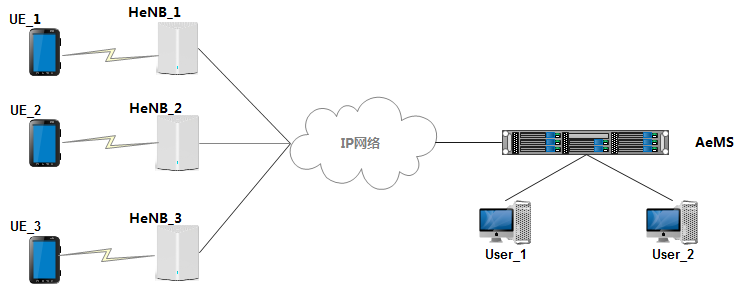 UE_1
HeNB_1
UE_2
HeNB_2
IP网络
AeMS
UE_3
HeNB_3
User_1
User_2